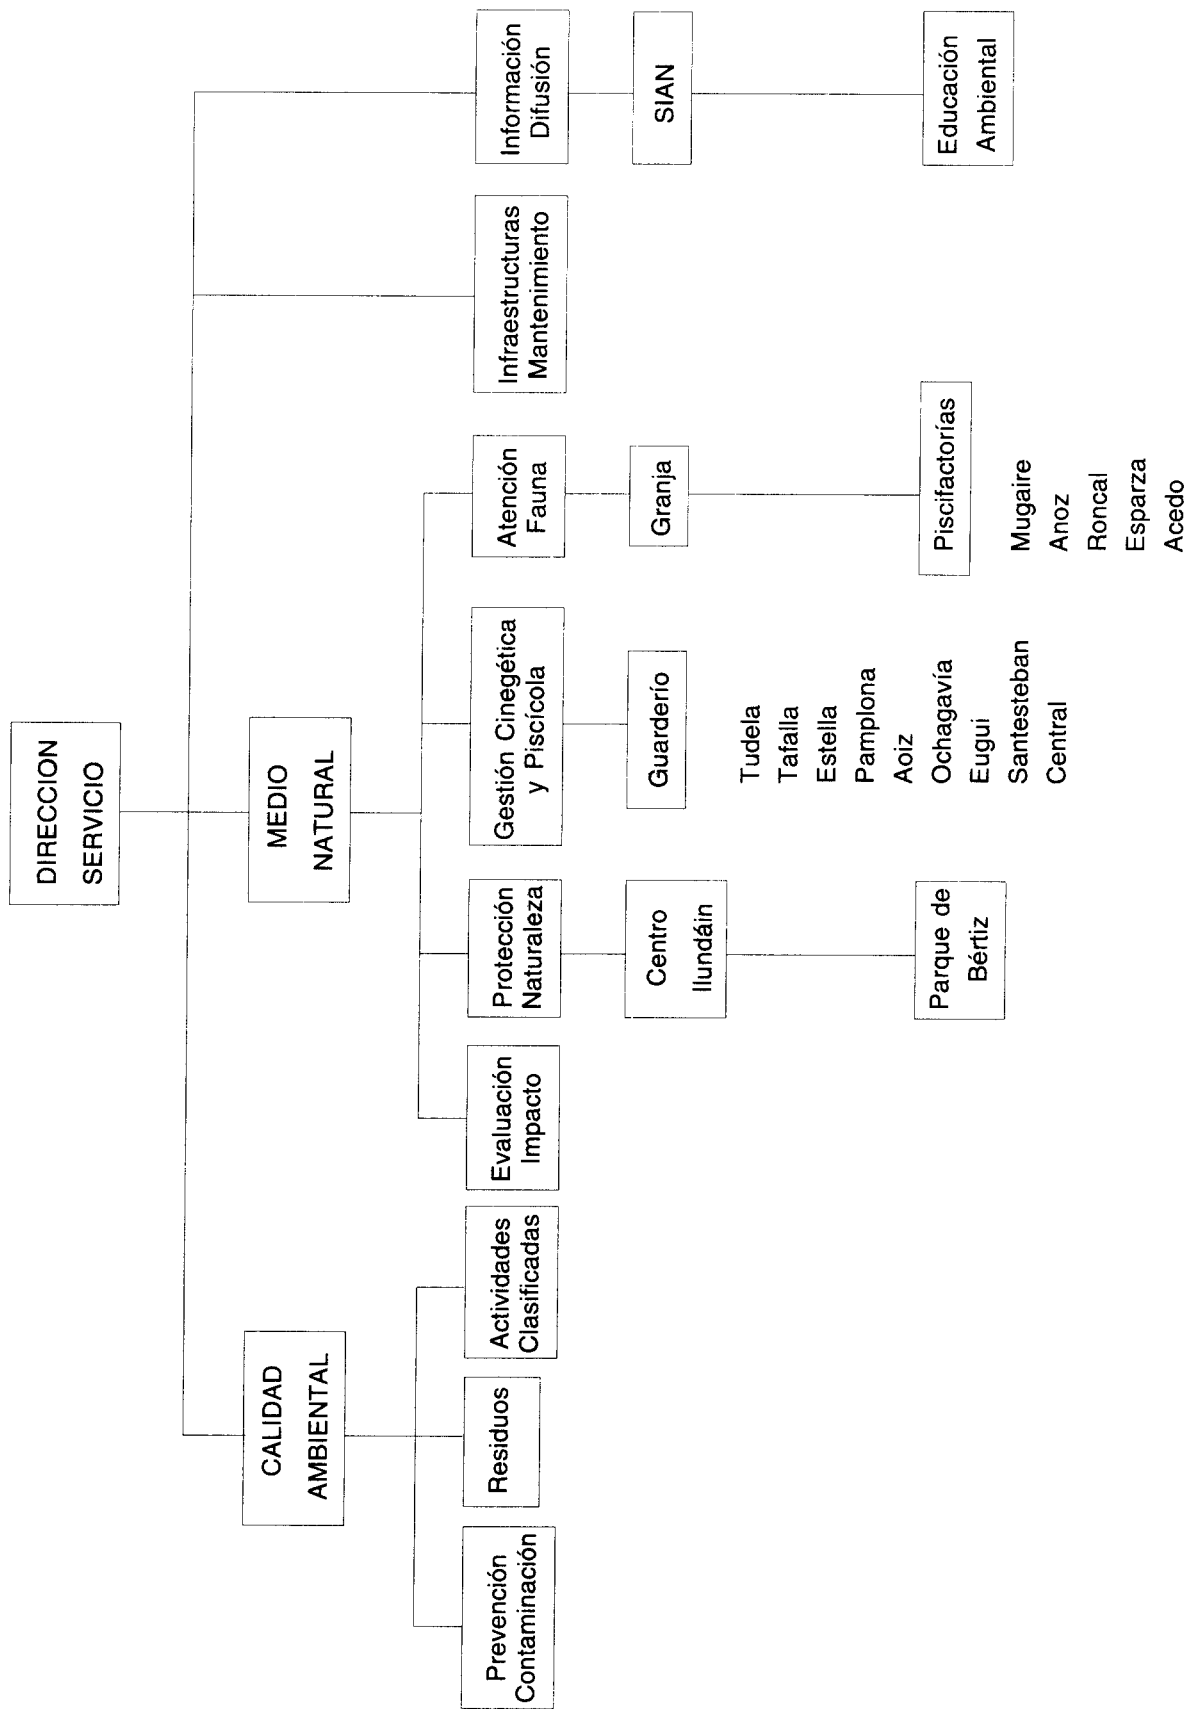 DIRECCION
SERVICIO
CALIDAD
AMBIENTAL
MEDIO
NATURAL
Prevención
Contaminación
Residuos
Actividades
Clasificadas
Evaluación
Impacto
Protección
Naturaleza
Gestión Cinegética
y Piscícola
Atención
Fauna
Infraestructuras
Mantenimiento
Información
Difusión
Centro
Ilundáin
Guarderío
Granja
SIAN
Tudela
Tafalla
Estella
Pamplona
Aoiz
Ochagavía
Eugui
Santesteban
Central
Parque de
Bértiz
Piscifactorías
Mugaire
Anoz
Roncal
Esparza
Acedo
Educación
Ambiental